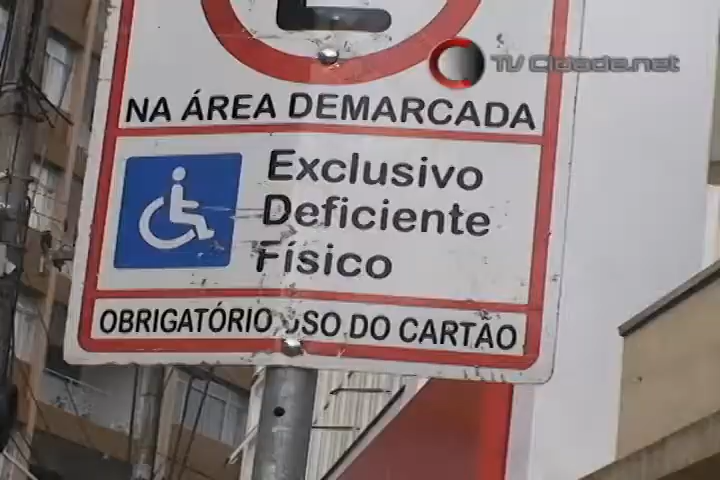 TV Cidade.net
NA ÁREA DEMARCADA
Exclusivo
Deficiente
Físico
OBRIGATÓRIO USO DO CARTÃO